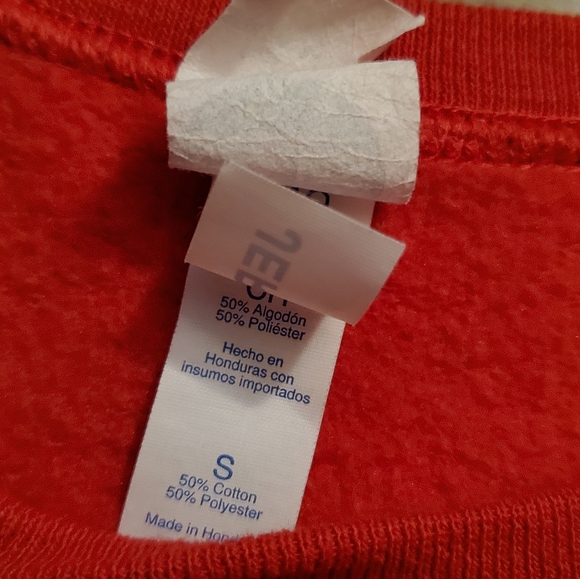 50% Algodón
50% Poliéster
Hecho en
Honduras con
insumos importados
S
50% Cotton
50% Polyester
Made in